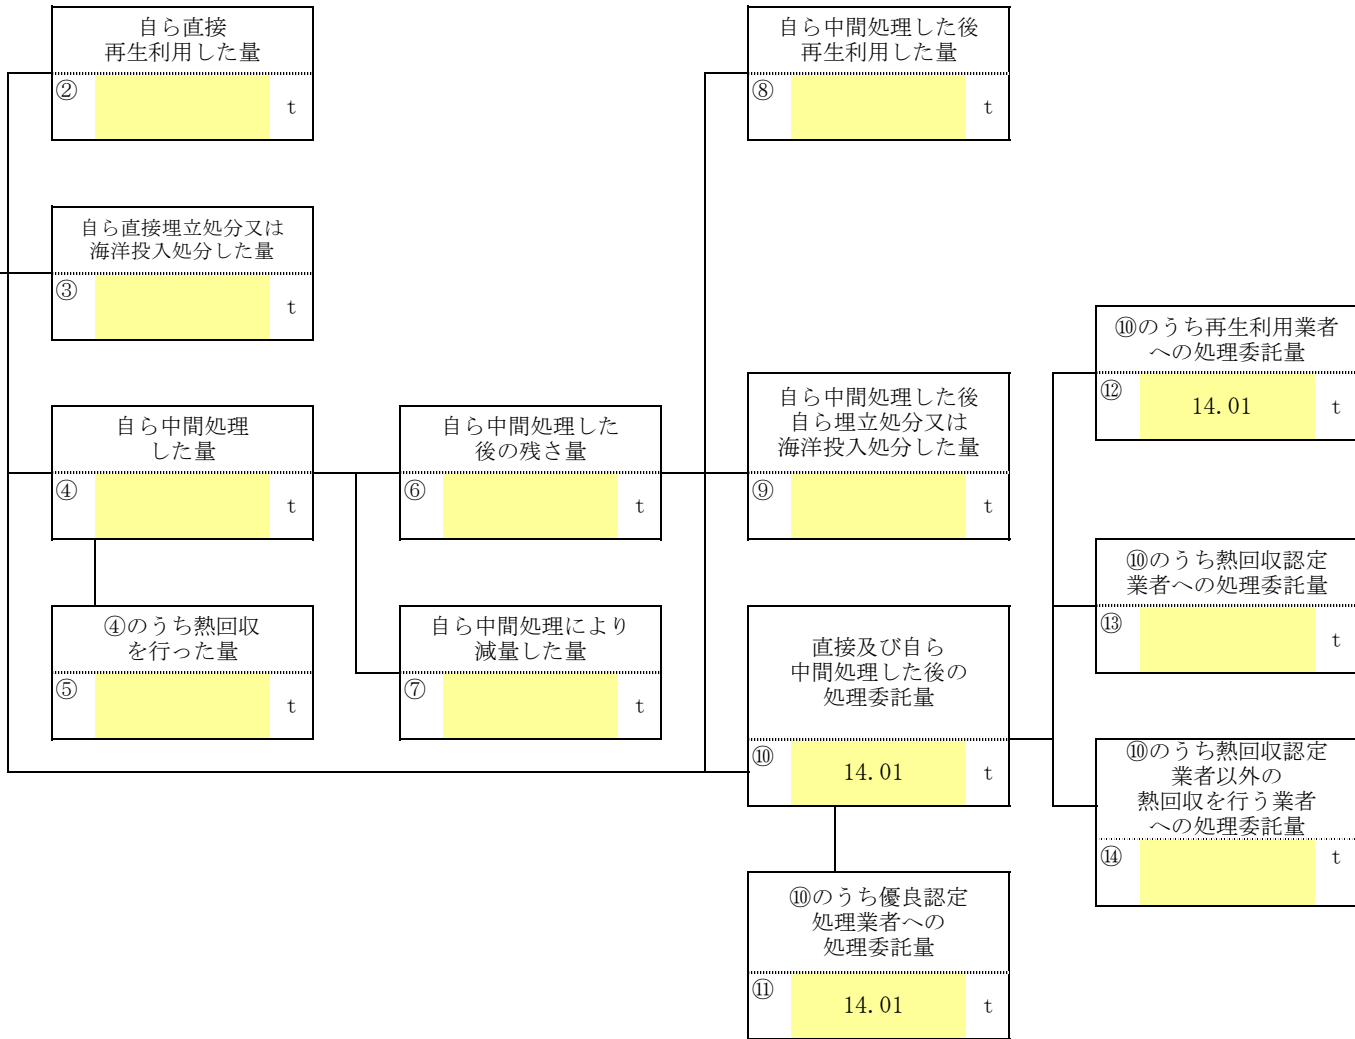 自ら直接
再生利用した量
② t
自ら直接埋立処分又は
海洋投入処分した量
③ t
自ら中間処理
した量
④ t
④のうち熱回収
を行った量
⑤ t
自ら中間処理した
後の残さ量
⑥ t
自ら中間処理により
減量した量
⑦ t
自ら中間処理した後
再生利用した量
⑧ t
自ら中間処理した後
自ら埋立処分又は
海洋投入処分した量
⑨ t
直接及び自ら
中間処理した後の
処理委託量
⑩ 14.01 t
⑩のうち優良認定
処理業者への
処理委託量
⑪ 14.01 t
⑩のうち再生利用業者
への処理委託量
⑫ 14.01 t
⑩のうち熱回収認定
業者への処理委託量
⑬ t
⑩のうち熱回収認定
業者以外の
熱回収を行う業者
への処理委託量
⑭ t